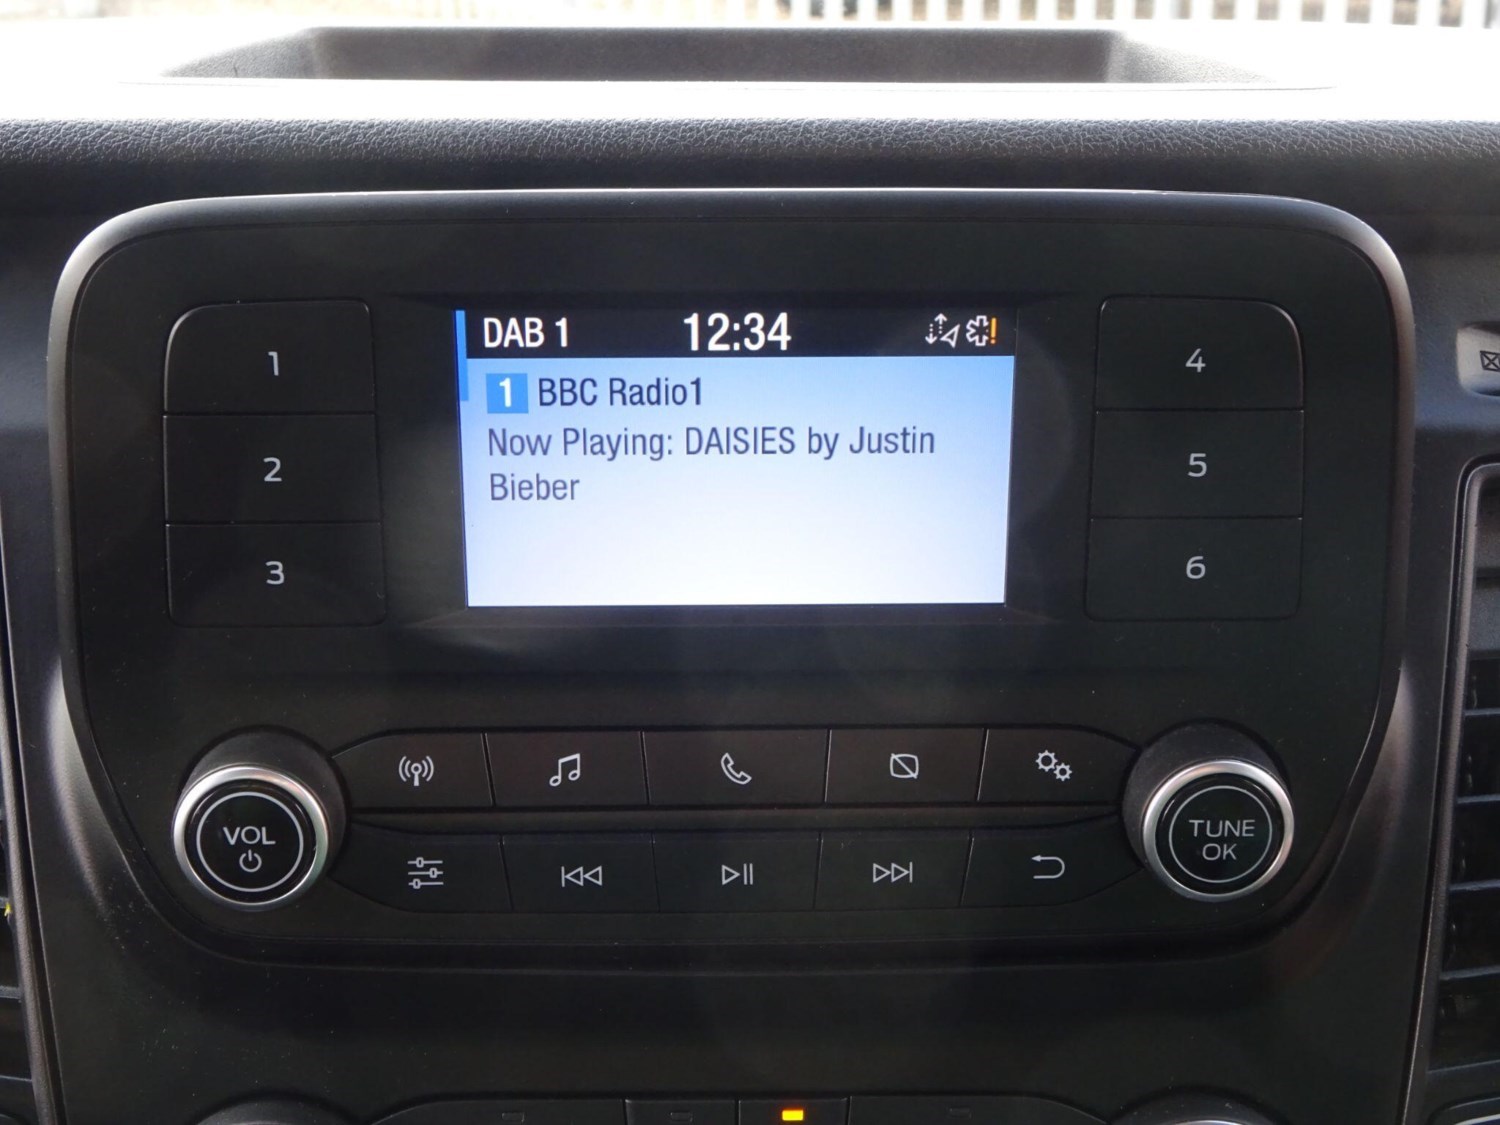 DAB 1 12:34
1 BBC Radio1
Now Playing: DAISIES by Justin
Bieber
1
2
3
4
5
6
VOL
TUNE
OK